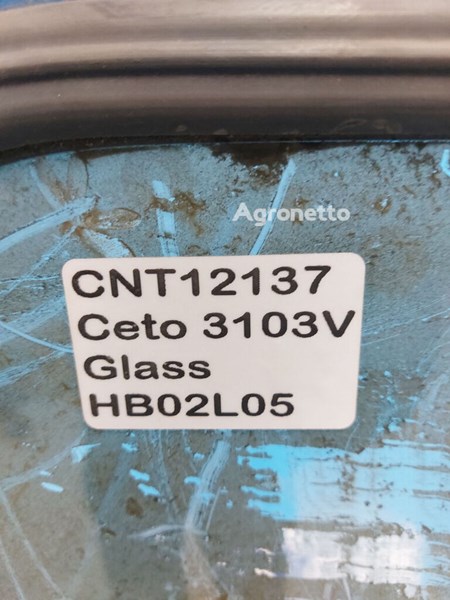 Agronetto
CNT12137
Ceto 3103V
Glass
HB02L05